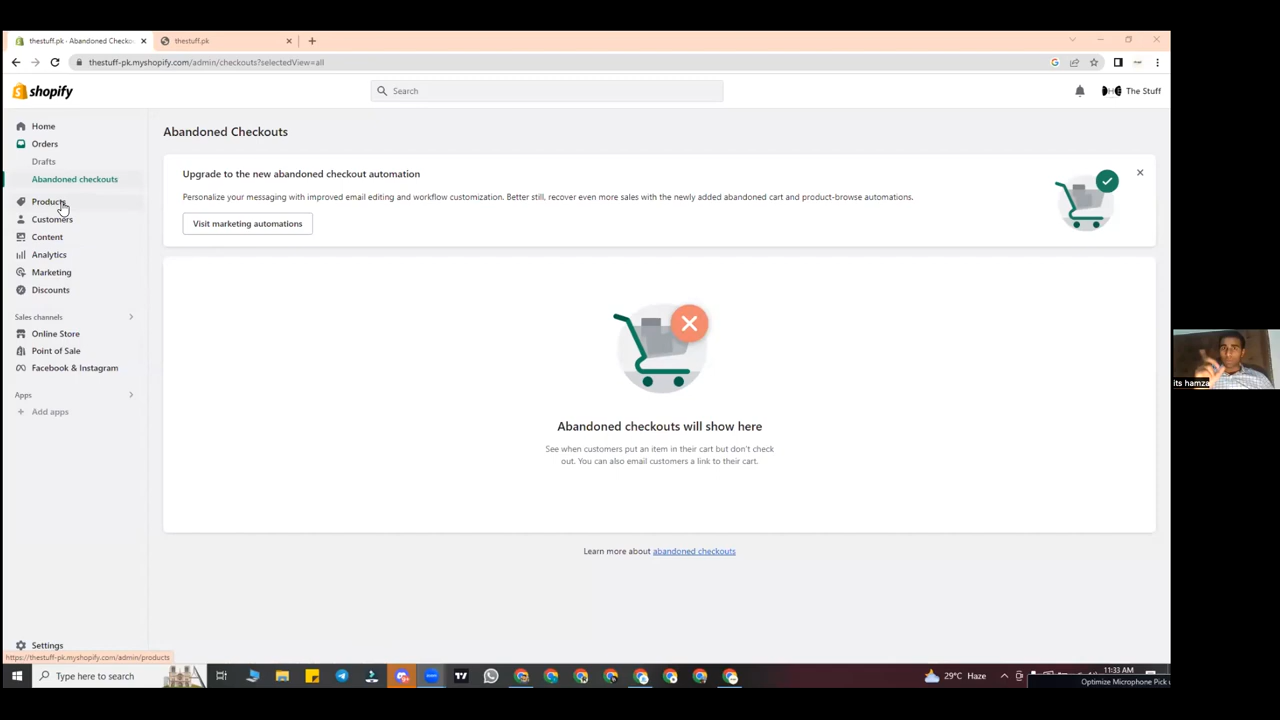 thestuff.pk - Abandoned Checko
thestuff.pk
thestuff-pk.myshopify.com/admin/checkouts?selectedView=all
shopify
Search
The Stuff
Home
Orders
Drafts
Abandoned checkouts
Products
Customers
Content
Analytics
Marketing
Discounts
Sales channels
Online Store
Point of Sale
Facebook & Instagram
Apps
Add apps
Settings
https://thestuff-pk.myshopify.com/admin/products
Abandoned Checkouts
Upgrade to the new abandoned checkout automation
Personalize your messaging with improved email editing and workflow customization. Better still, recover even more sales with the newly added abandoned cart and product-browse automations.
Visit marketing automations
Abandoned checkouts will show here
See when customers put an item in their cart but don't check
out. You can also email customers a link to their cart.
Learn more about abandoned checkouts
its hamza
Type here to search
29°C Haze
11:33 AM
Optimize Microphone Pick